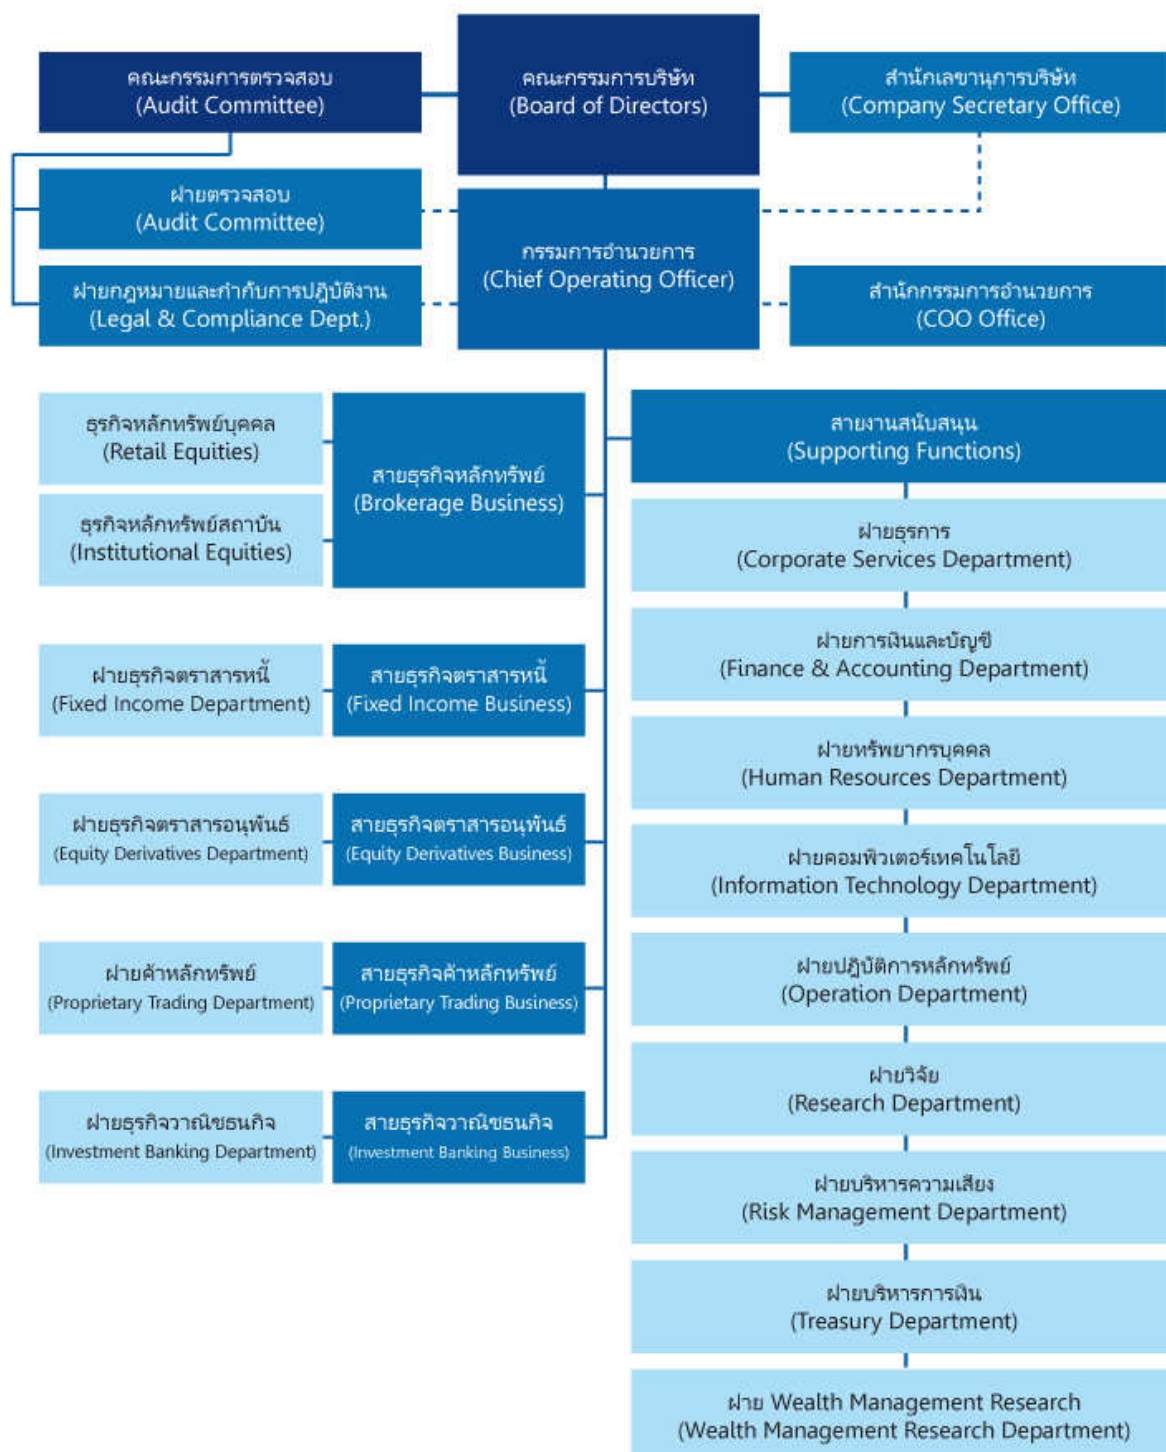 คณะกรรมการตรวจสอบ
(Audit Committee)
คณะกรรมการบริษัท
(Board of Directors)
สำนักเลขานุการบริษัท
(Company Secretary Office)
ฝ่ายตรวจสอบ
(Audit Committee)
กรรมการอำนวยการ
(Chief Operating Officer)
ฝ่ายกฎหมายและกำกับการปฏิบัติงาน
(Legal & Compliance Dept.)
สำนักกรรมการอำนวยการ
(COO Office)
ธุรกิจหลักทรัพย์บุคคล
(Retail Equities)
ธุรกิจหลักทรัพย์สถาบัน
(Institutional Equities)
สายธุรกิจหลักทรัพย์
(Brokerage Business)
ฝ่ายธุรกิจตราสารหนี้
(Fixed Income Department)
สายธุรกิจตราสารหนี้
(Fixed Income Business)
ฝ่ายธุรกิจตราสารอนุพันธ์
(Equity Derivatives Department)
สายธุรกิจตราสารอนุพันธ์
(Equity Derivatives Business)
ฝ่ายค้าหลักทรัพย์
(Proprietary Trading Department)
สายธุรกิจค้าหลักทรัพย์
(Proprietary Trading Business)
ฝ่ายธุรกิจวาณิชธนกิจ
(Investment Banking Department)
สายธุรกิจวาณิชธนกิจ
(Investment Banking Business)
สายงานสนับสนุน
(Supporting Functions)
ฝ่ายธุรการ
(Corporate Services Department)
ฝ่ายการเงินและบัญชี
(Finance & Accounting Department)
ฝ่ายทรัพยากรบุคคล
(Human Resources Department)
ฝ่ายคอมพิวเตอร์เทคโนโลยี
(Information Technology Department)
ฝ่ายปฏิบัติการหลักทรัพย์
(Operation Department)
ฝ่ายวิจัย
(Research Department)
ฝ่ายบริหารความเสี่ยง
(Risk Management Department)
ฝ่ายบริหารการเงิน
(Treasury Department)
ฝ่าย Wealth Management Research
(Wealth Management Research Department)